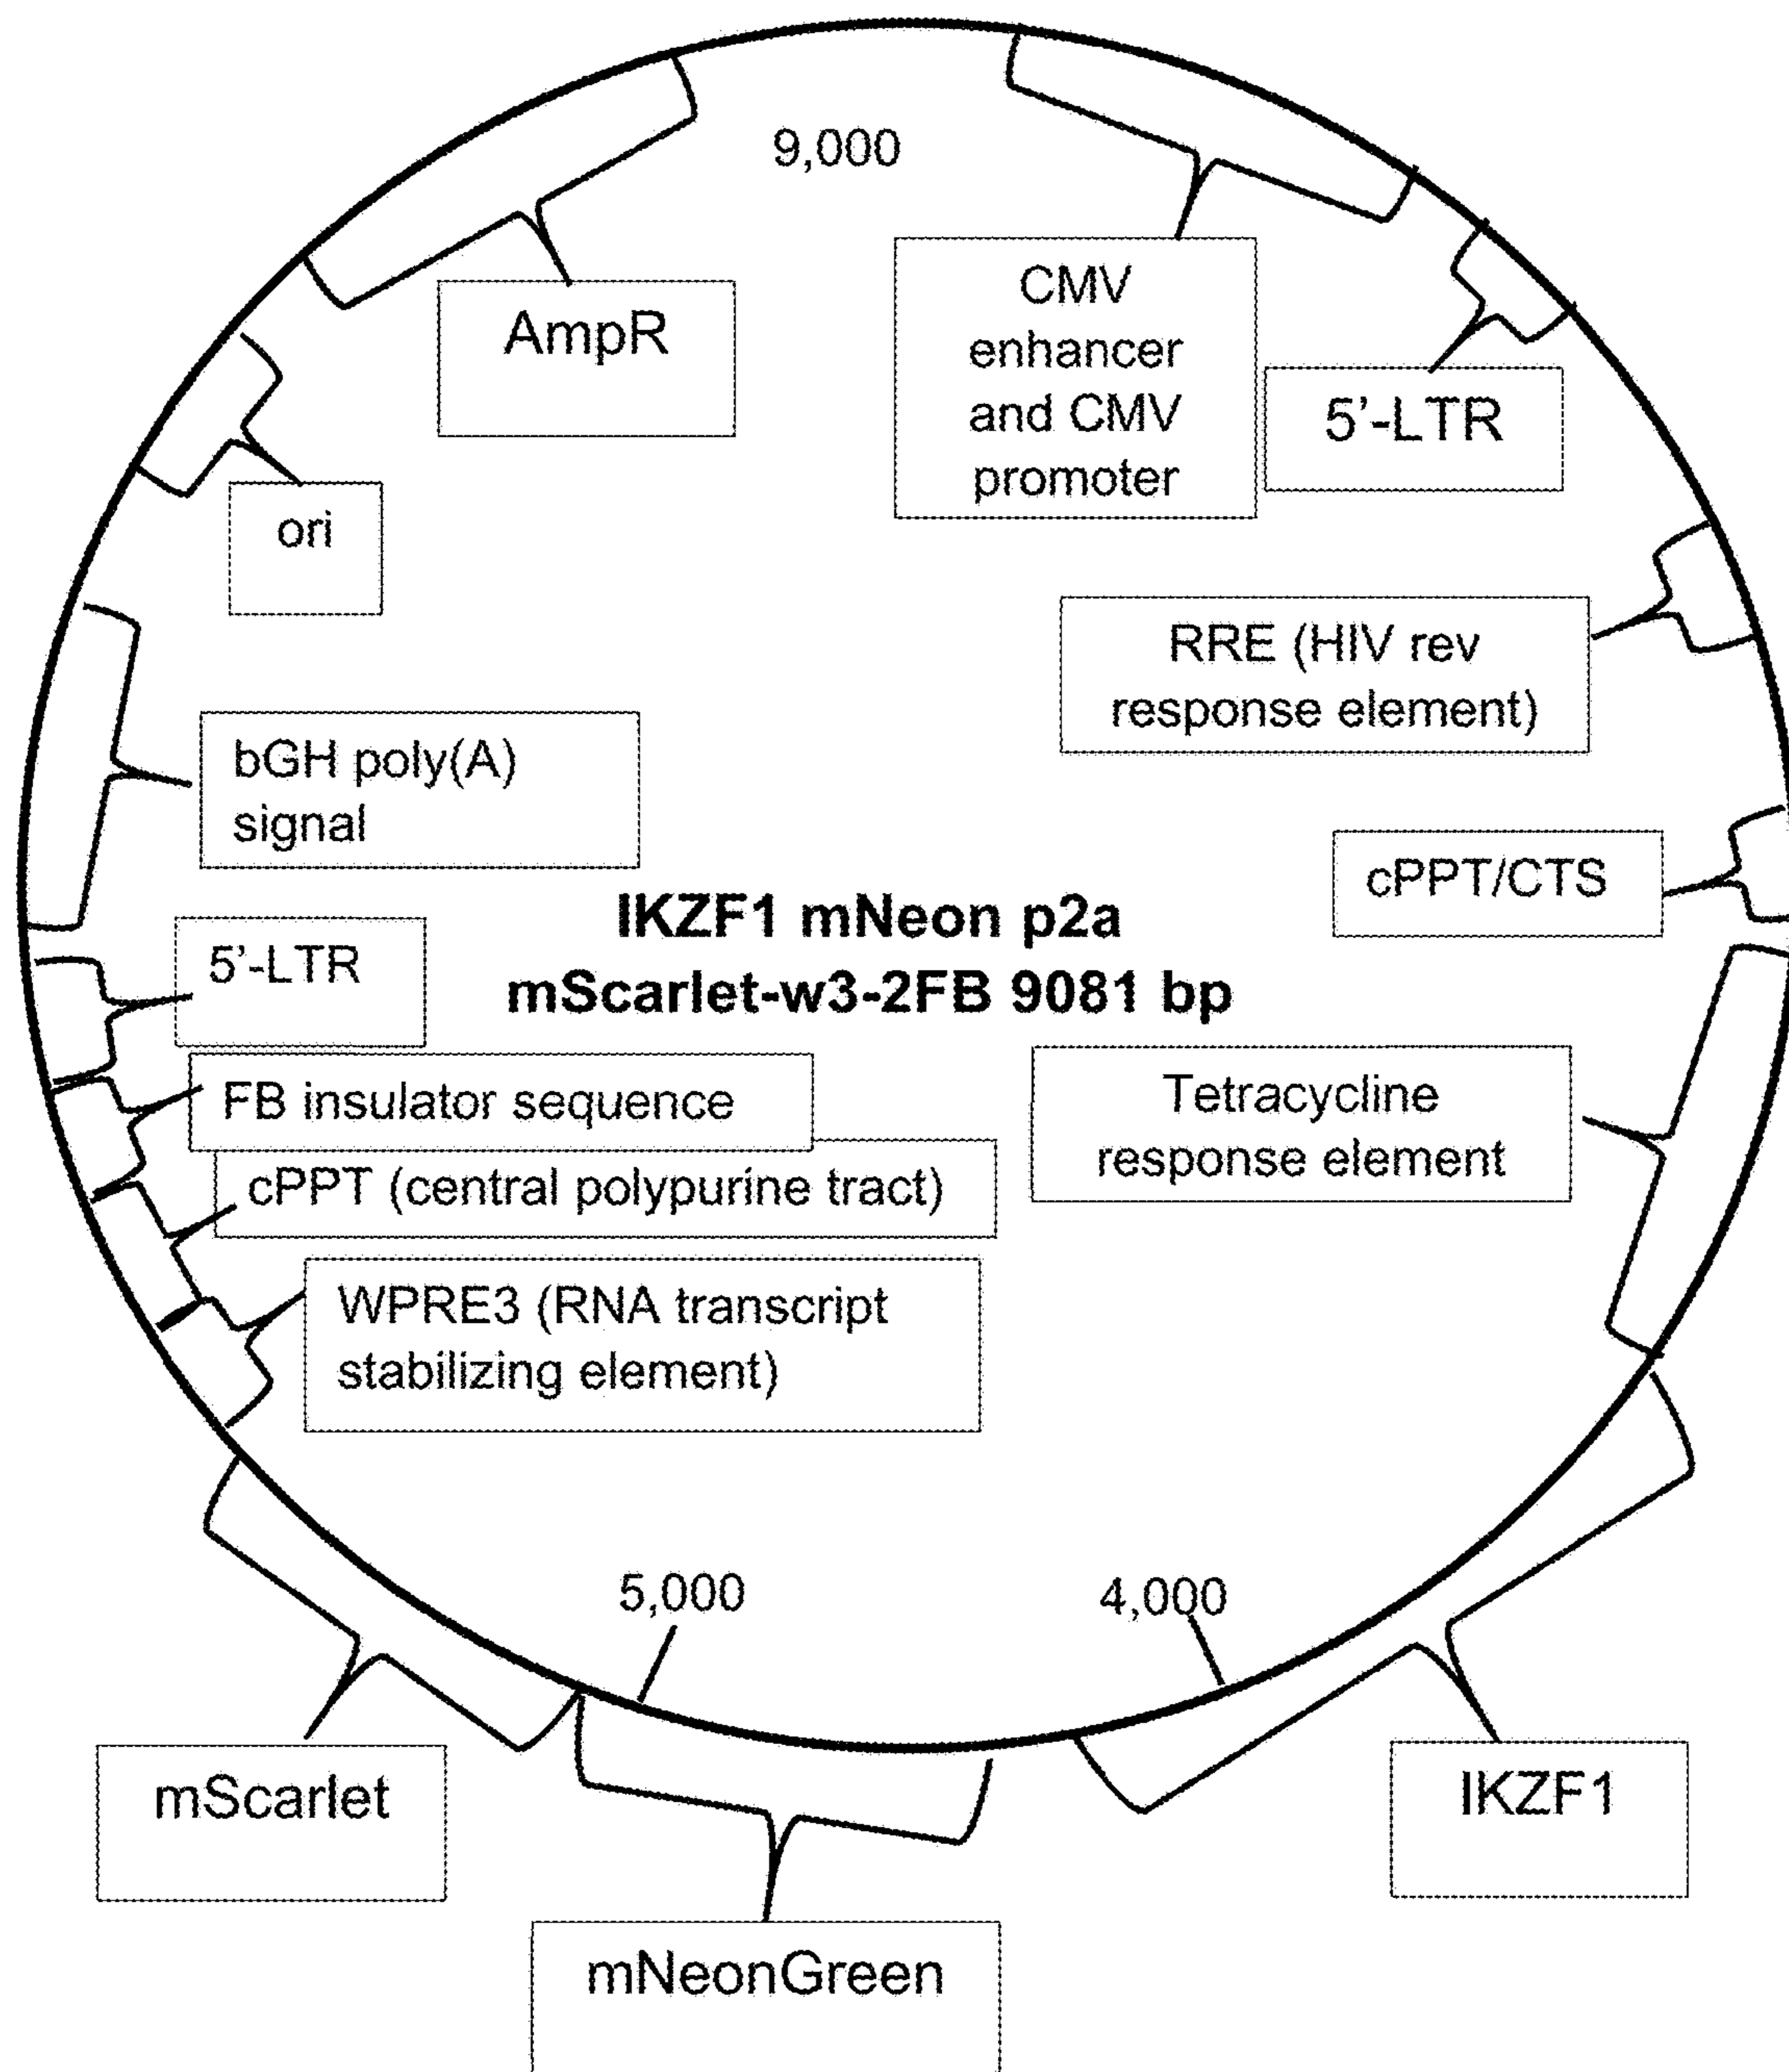 9,000
CMV
enhancer
and CMV
promoter
AmpR
5'-LTR
ori
RRE (HIV rev
response element)
bGH poly(A)
signal
cPPT/CTS
IKZF1 mNeon p2a
mScarlet-w3-2FB 9081 bp
5'-LTR
FB insulator sequence
Tetracycline
response element
cPPT (central polypurine tract)
WPRE3 (RNA transcript
stabilizing element)
5,000
4,000
mScarlet
IKZF1
mNeonGreen